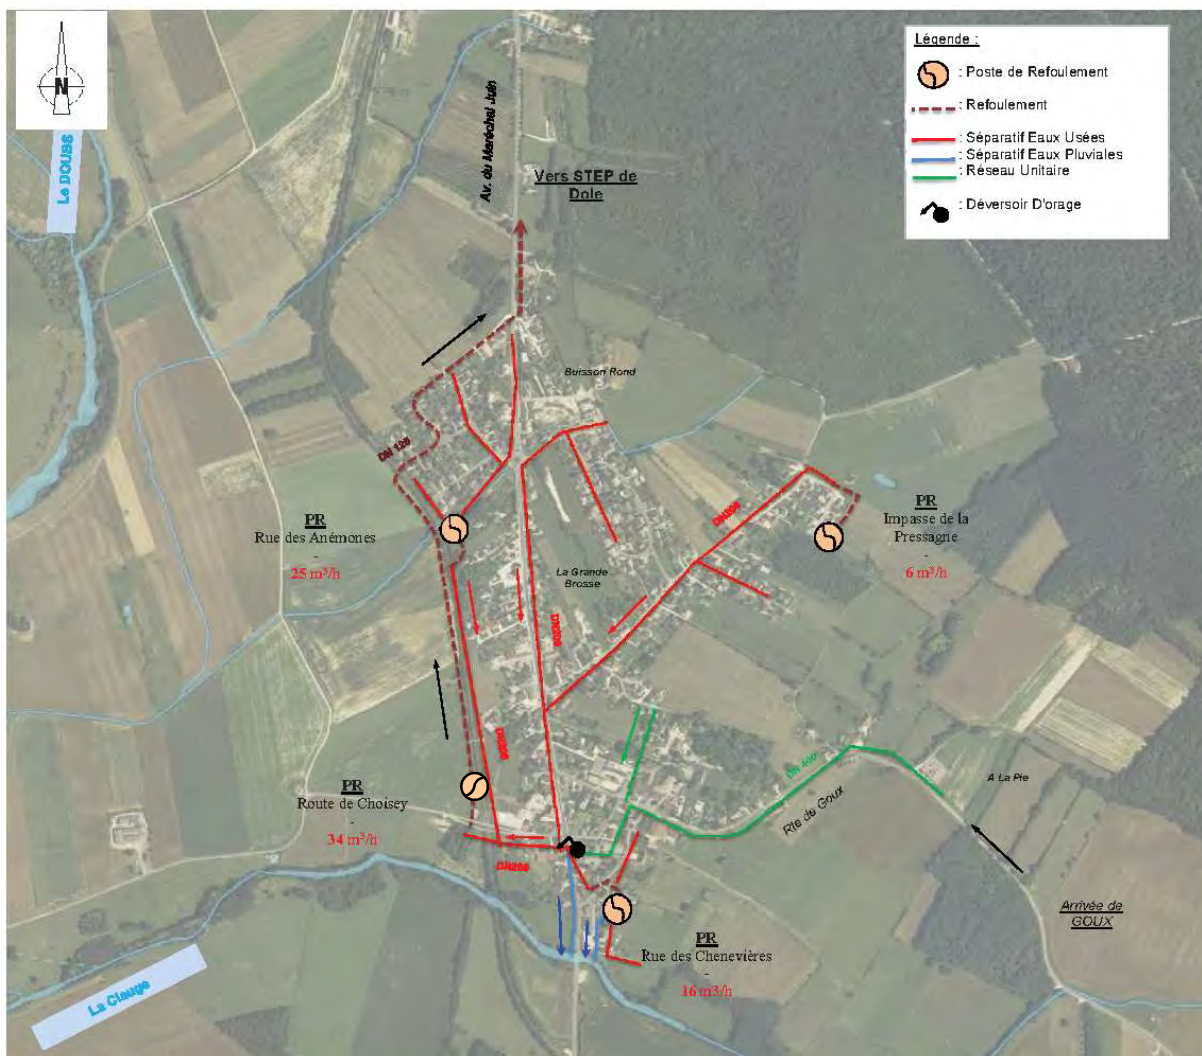 N
Le DOUBS
Av. du Maréchal Juin
Vers STEP de
Dole
Légende :
: Poste de Refoulement
: Refoulement
: Séparatif Eaux Usées
: Séparatif Eaux Pluviales
: Réseau Unitaire
: Déversoir D'orage
Buisson Rond
DN 125
PR
Rue des Anémones
-
25 m³/h
DN200
PR
Impasse de la
Pressagne
-
6 m³/h
La Grande
Brosse
DN200
DN200
PR
Route de Choisey
-
34 m³/h
DN 400
A La Pie
Rte de Goux
DN200
Arrivée de
GOUX
PR
Rue des Chenevières
-
16 m3/h
La Clauge